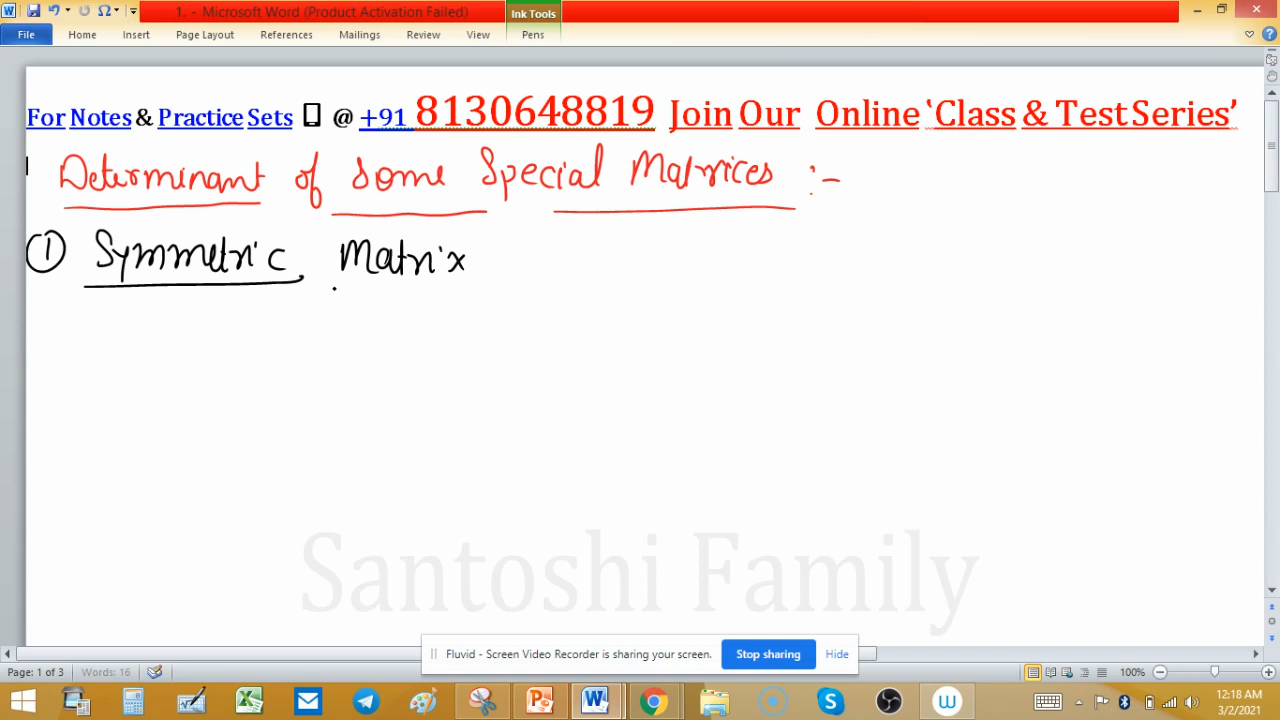 1. - Microsoft Word (Product Activation Failed)
Ink Tools
File Home Insert Page Layout References Mailings Review View Pens
For Notes & Practice Sets @ +91 8130648819 Join Our Online ‘Class & Test Series’
Determinant of Some Special Matrices :-
① Symmetric Matrix
Santoshi Family
Fluvid - Screen Video Recorder is sharing your screen. Stop sharing Hide
Page: 1 of 3 Words: 16 100%
12:18 AM
3/2/2021